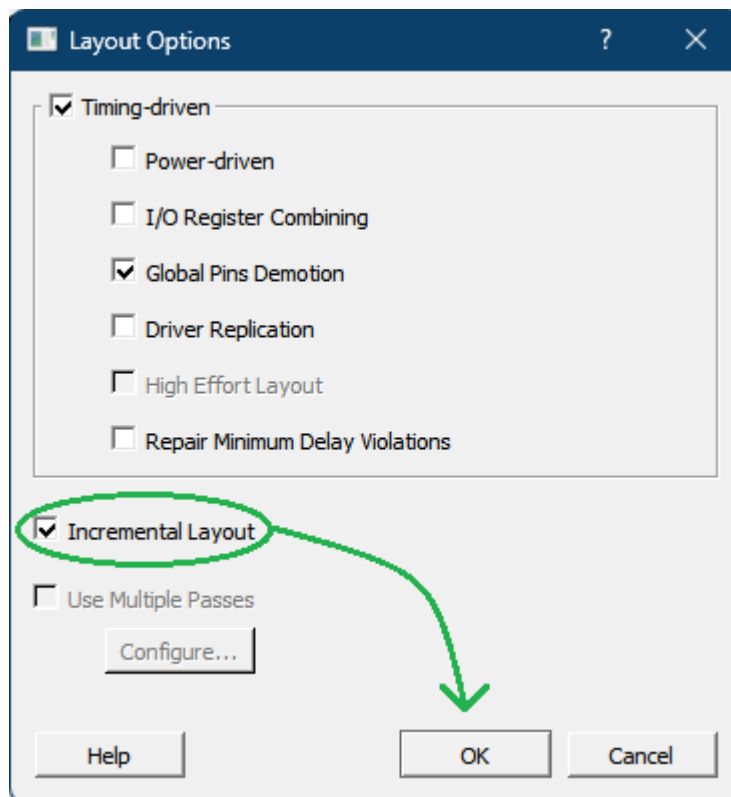 Layout Options ? ×
Timing-driven
Power-driven
I/O Register Combining
Global Pins Demotion
Driver Replication
High Effort Layout
Repair Minimum Delay Violations
Incremental Layout
Use Multiple Passes
Configure...
Help OK Cancel